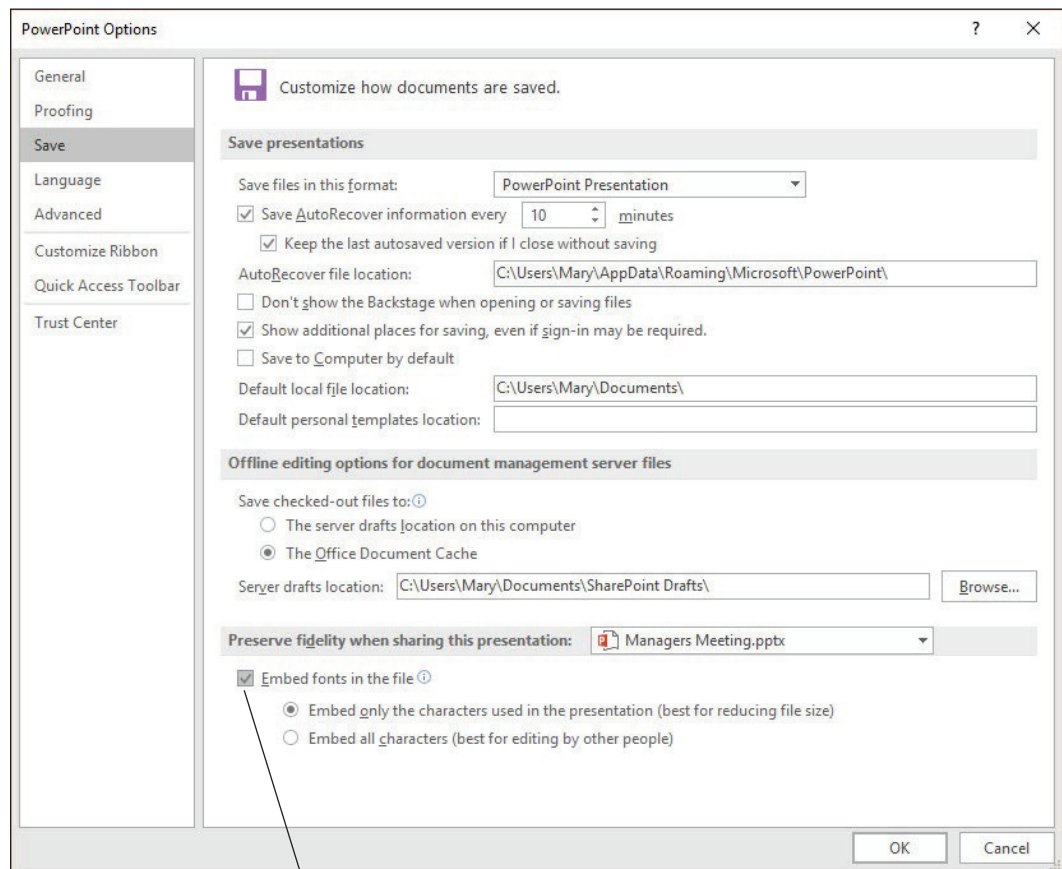 PowerPoint Options ?
General
Proofing
Save
Language
Advanced
Customize Ribbon
Quick Access Toolbar
Trust Center
Customize how documents are saved.
Save presentations
Save files in this format: PowerPoint Presentation
Save AutoRecover information every 10 minutes
Keep the last autosaved version if I close without saving
AutoRecover file location: C:\Users\Mary\AppData\Roaming\Microsoft\PowerPoint\
Don't show the Backstage when opening or saving files
Show additional places for saving, even if sign-in may be required.
Save to Computer by default
Default local file location: C:\Users\Mary\Documents\
Default personal templates location:
Offline editing options for document management server files
Save checked-out files to:
The server drafts location on this computer
The Office Document Cache
Server drafts location: C:\Users\Mary\Documents\SharePoint Drafts\ Browse...
Preserve fidelity when sharing this presentation: Managers Meeting.pptx
Embed fonts in the file
Embed only the characters used in the presentation (best for reducing file size)
Embed all characters (best for editing by other people)
OK Cancel